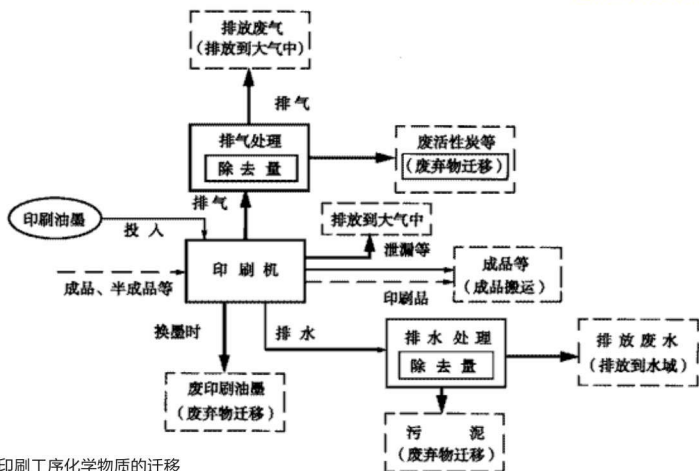 排放废气
(排放到大气中)
排 气
排气处理
除 去 量
废活性炭等
(废弃物迁移)
排气
印刷油墨
投 入
排放到大气中
泄漏等
印 刷 机
成品、半成品等
成品等
(成品搬运)
印刷品
换墨时
排 水
排 水 处 理
除 去 量
排 放 废 水
(排放到水域)
废印刷油墨
(废弃物迁移)
污 泥
(废弃物迁移)
印刷工序化学物质的迁移